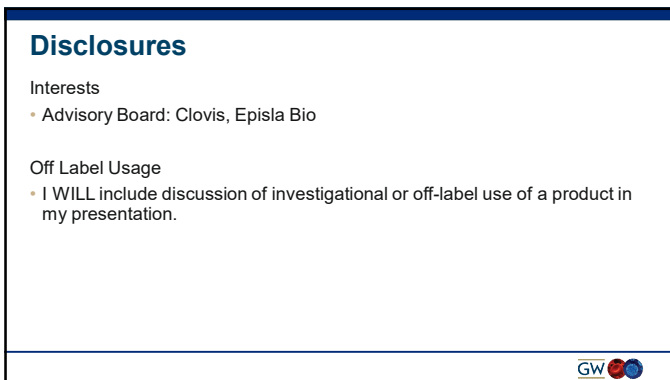 Disclosures
Interests
• Advisory Board: Clovis, Episla Bio
Off Label Usage
• I WILL include discussion of investigational or off-label use of a product in
my presentation.
GW